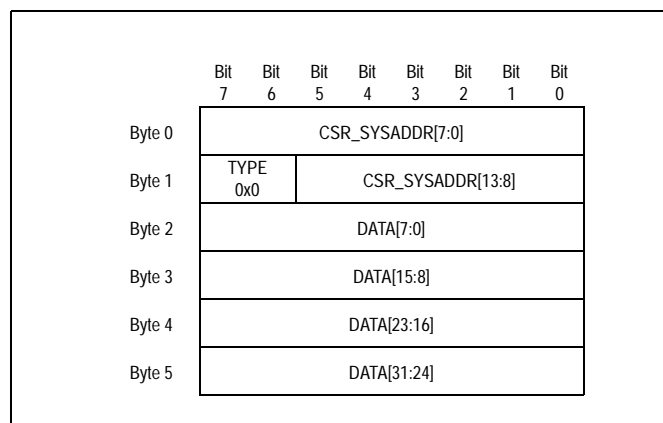 Bit Bit Bit Bit Bit Bit Bit Bit
7 6 5 4 3 2 1 0
Byte 0 CSR_SYSADDR[7:0]
Byte 1 TYPE 0x0 CSR_SYSADDR[13:8]
Byte 2 DATA[7:0]
Byte 3 DATA[15:8]
Byte 4 DATA[23:16]
Byte 5 DATA[31:24]